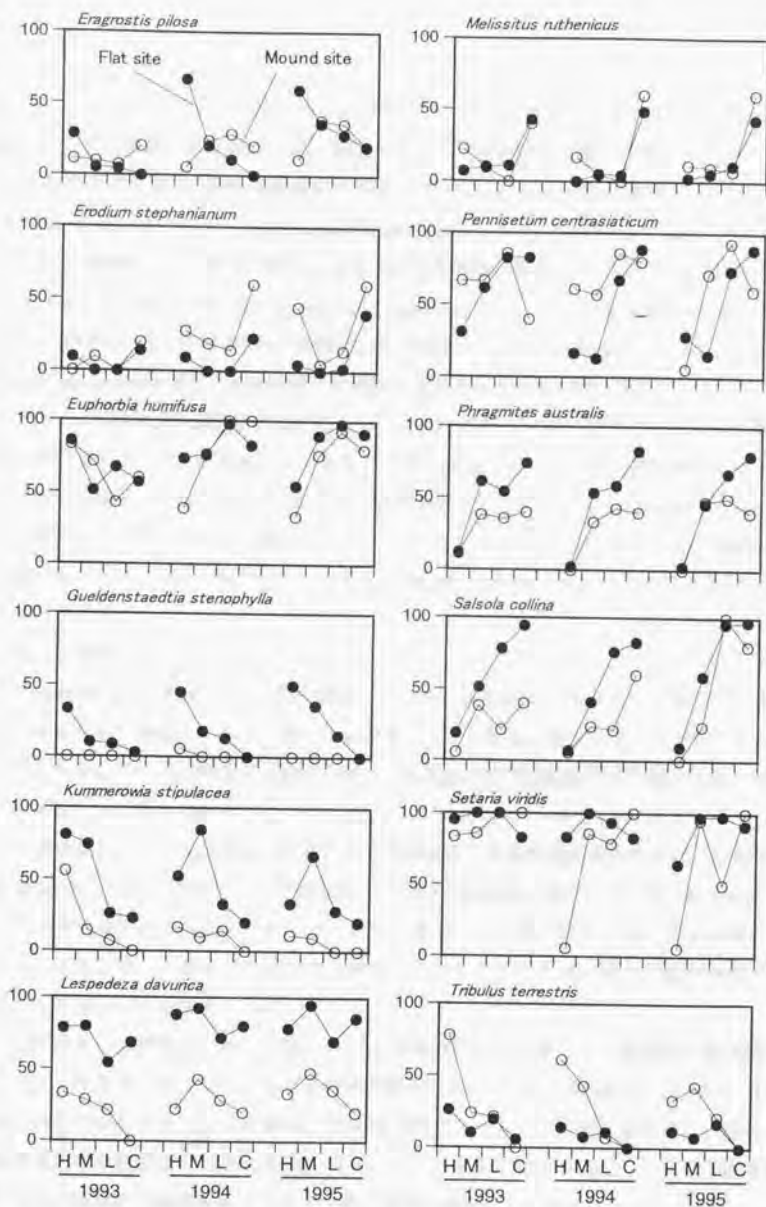 Eragrostis pilosa
100
50
0
Flat site
Mound site
Erodium stephanianum
100
50
0
Euphorbia humifusa
100
50
0
Gueldenstaedtia stenophylla
100
50
0
Kummerowia stipulacea
100
50
0
Lespedeza davurica
100
50
0
H M L C H M L C H M L C
1993 1994 1995
Melissitus ruthenicus
100
50
0
Pennisetum centrasiaticum
100
50
0
Phragmites australis
100
50
0
Salsola collina
100
50
0
Setaria viridis
100
50
0
Tribulus terrestris
100
50
0
H M L C H M L C H M L C
1993 1994 1995